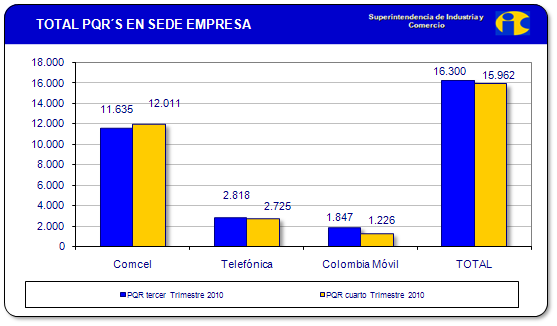 TOTAL PQR´S EN SEDE EMPRESA
Superintendencia de Industria y
Comercio
18.000
16.000
14.000
12.000
10.000
8.000
6.000
4.000
2.000
0
11.635
12.011
2.818
2.725
1.847
1.226
16.300
15.962
Comcel
Telefónica
Colombia Móvil
TOTAL
PQR tercer Trimestre 2010
PQR cuarto Trimestre 2010